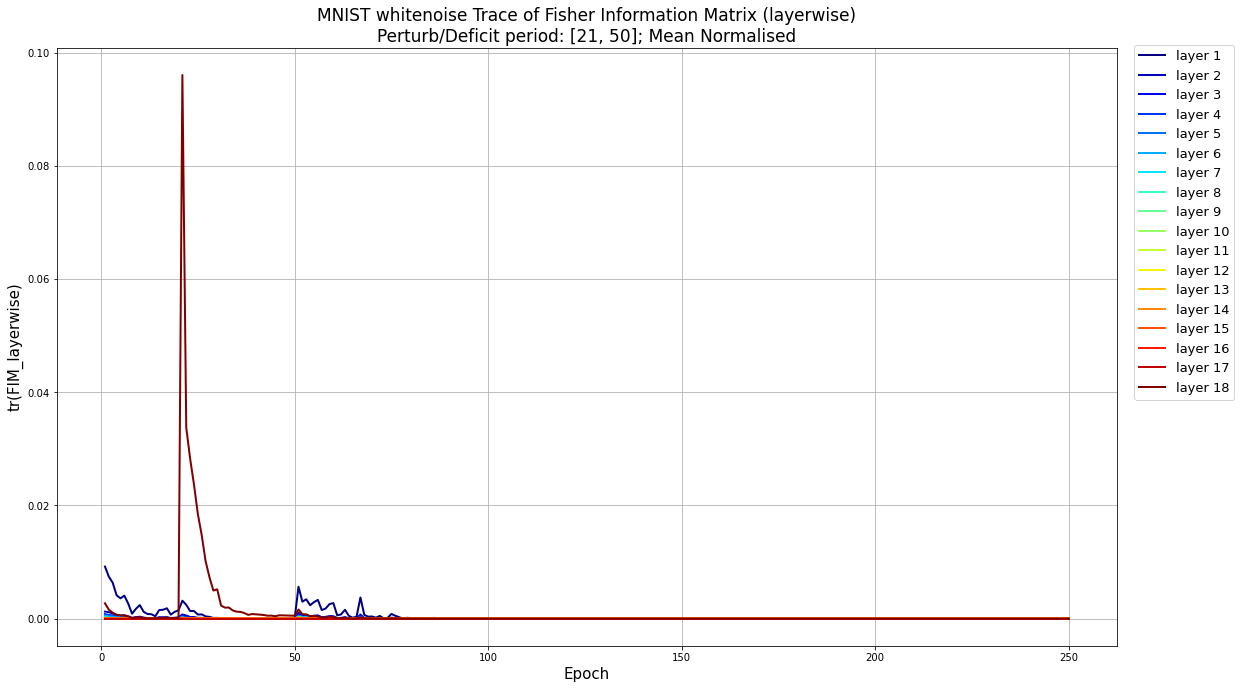 MNIST whitenoise Trace of Fisher Information Matrix (layerwise)
Perturb/Deficit period: [21, 50]; Mean Normalised
tr(FIM_layerwise)
0.10
0.08
0.06
0.04
0.02
0.00
0
50
100
150
200
250
Epoch
layer 1
layer 2
layer 3
layer 4
layer 5
layer 6
layer 7
layer 8
layer 9
layer 10
layer 11
layer 12
layer 13
layer 14
layer 15
layer 16
layer 17
layer 18